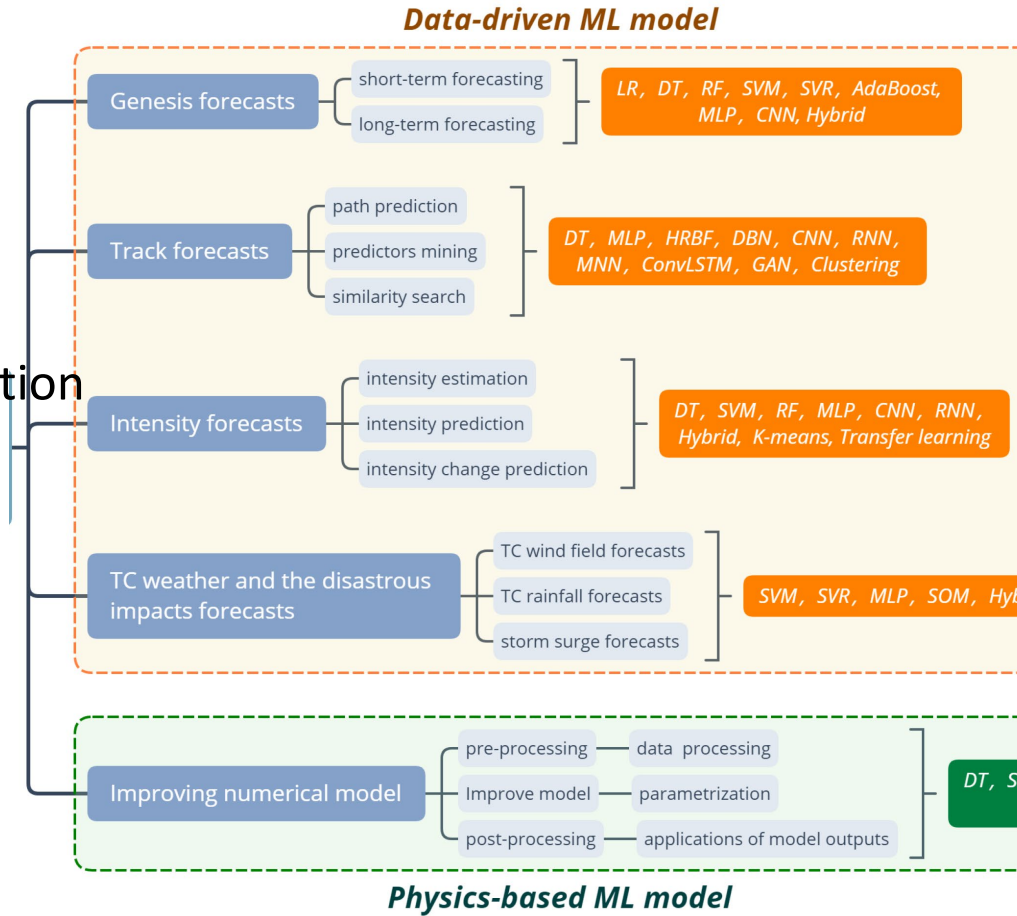 Data-driven ML model
Genesis forecasts
short-term forecasting
long-term forecasting
LR, DT, RF, SVM, SVR, AdaBoost,
MLP, CNN, Hybrid
Track forecasts
path prediction
predictors mining
similarity search
DT, MLP, HRBF, DBN, CNN, RNN,
MNN, ConvLSTM, GAN, Clustering
tion
Intensity forecasts
intensity estimation
intensity prediction
intensity change prediction
DT, SVM, RF, MLP, CNN, RNN,
Hybrid, K-means, Transfer learning
TC weather and the disastrous
impacts forecasts
TC wind field forecasts
TC rainfall forecasts
storm surge forecasts
SVM, SVR, MLP, SOM, Hyb
Improving numerical model
pre-processing
data processing
Improve model
parametrization
post-processing
applications of model outputs
DT, S
Physics-based ML model